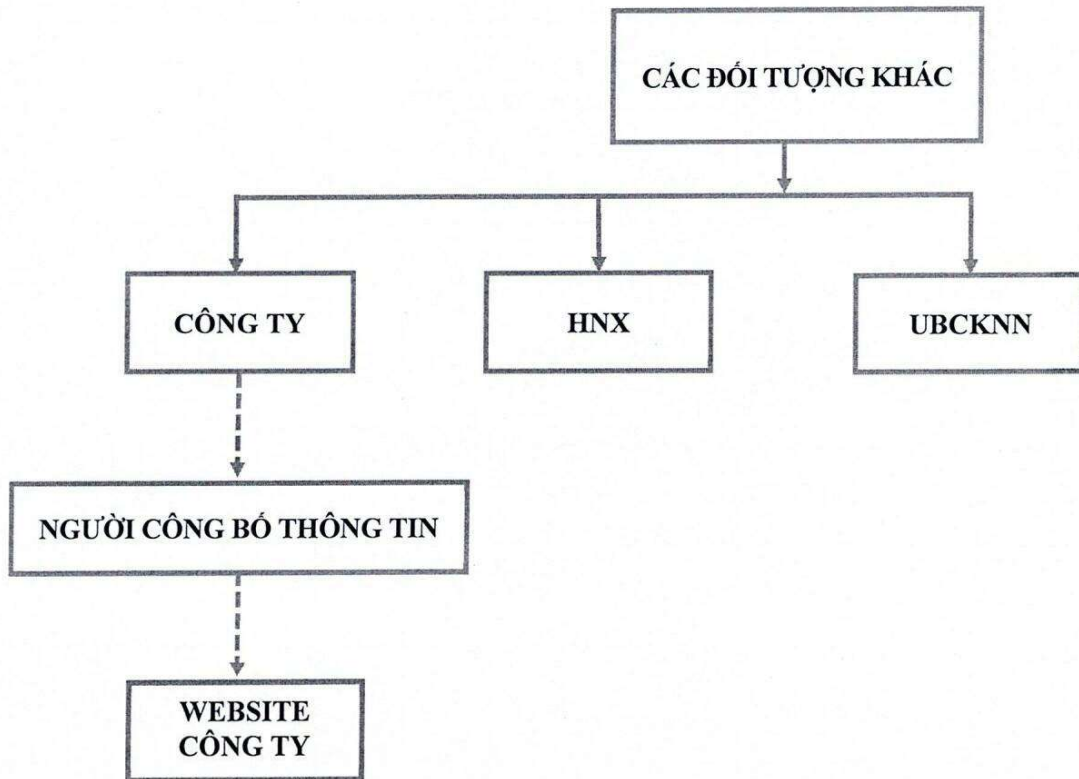 CÁC ĐỐI TƯỢNG KHÁC
CÔNG TY
HNX
UBCKNN
NGƯỜI CÔNG BỐ THÔNG TIN
WEBSITE
CÔNG TY